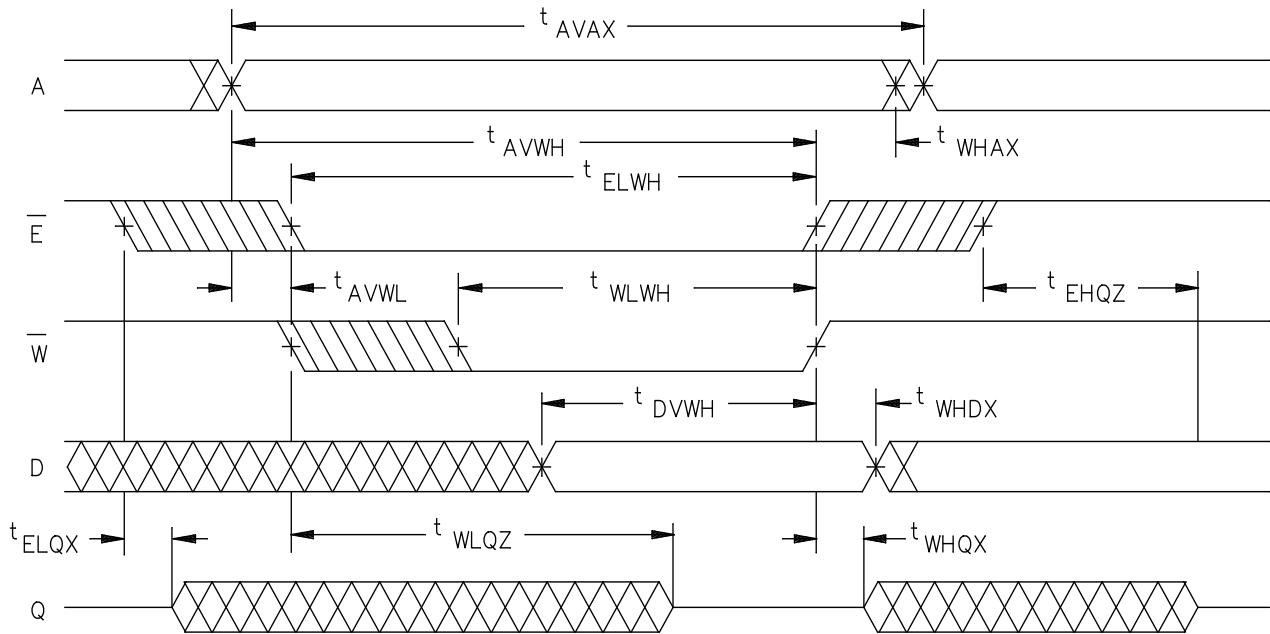 t AVAX
A
t AVWH
t WHAX
t ELWH
E̅
t AVWL
t WLWH
t EHQZ
W̅
t DVWH
t WHDX
D
t ELQX
t WLQZ
t WHQX
Q